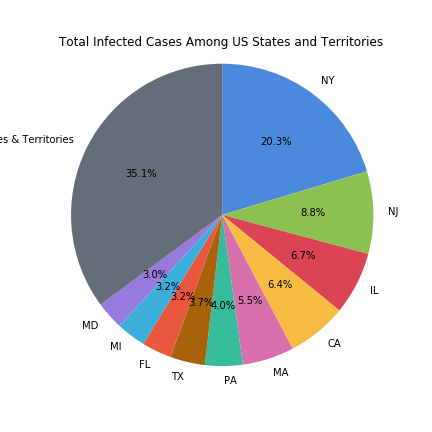 Total Infected Cases Among US States and Territories
NY
20.3%
NJ
8.8%
IL
6.7%
CA
6.4%
MA
5.5%
PA
4.0%
TX
3.7%
FL
3.2%
MI
3.2%
MD
3.0%
& Territories
35.1%